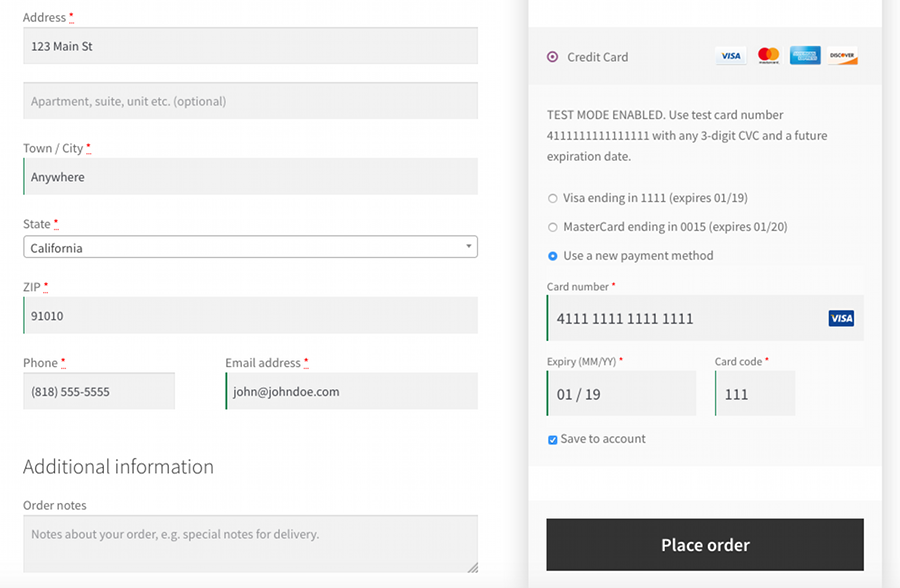 Address *
123 Main St
Apartment, suite, unit etc. (optional)
Town / City *
Anywhere
State *
California
ZIP *
91010
Phone *
Email address *
(818) 555-5555
john@johndoe.com
Additional information
Order notes
Notes about your order, e.g. special notes for delivery.
Credit Card
VISA
MasterCard
AMERICAN EXPRESS
DISCOVER
TEST MODE ENABLED. Use test card number
4111111111111111 with any 3-digit CVC and a future
expiration date.
Visa ending in 1111 (expires 01/19)
MasterCard ending in 0015 (expires 01/20)
Use a new payment method
Card number *
4111 1111 1111 1111
VISA
Expiry (MM/YY) *
Card code *
01 / 19
111
Save to account
Place order